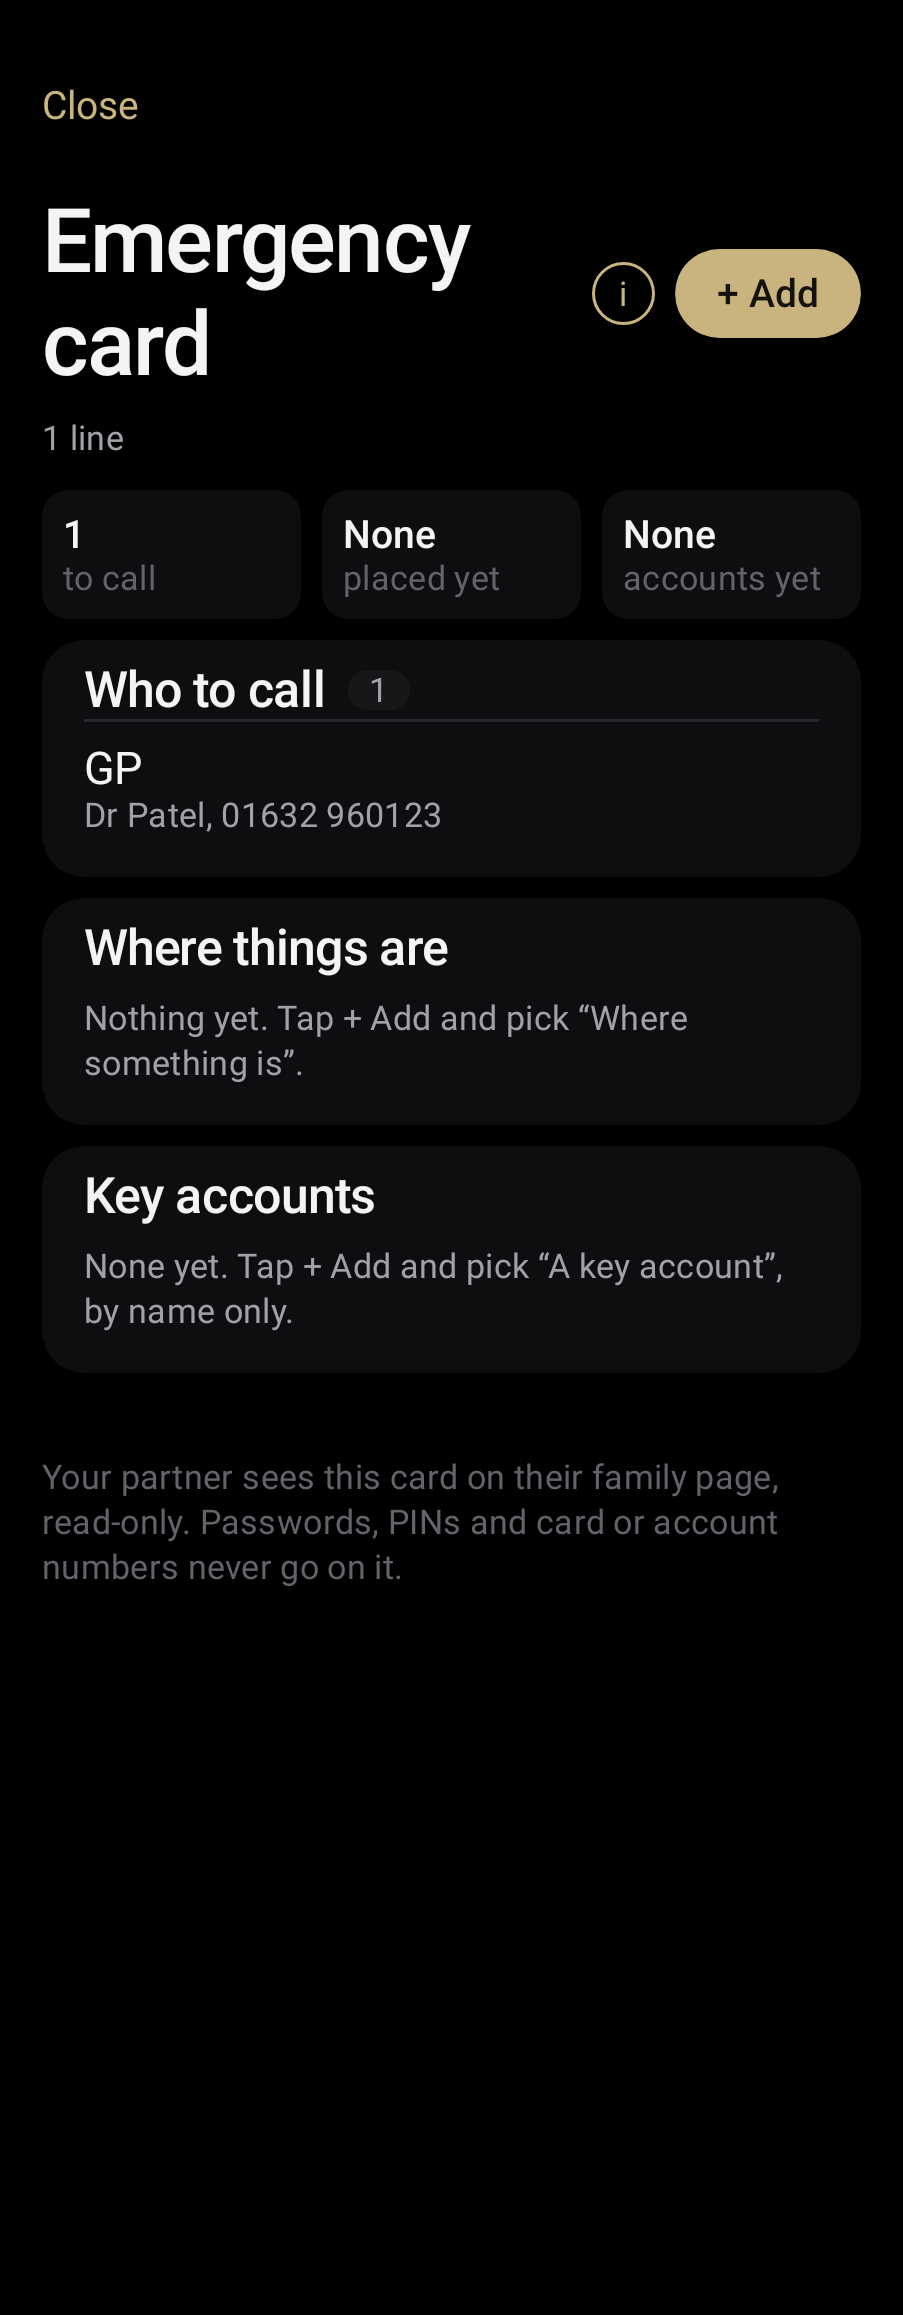 Close
Emergency
card
i
+ Add
1 line
1
to call
None
placed yet
None
accounts yet
Who to call 1
GP
Dr Patel, 01632 960123
Where things are
Nothing yet. Tap + Add and pick “Where
something is”.
Key accounts
None yet. Tap + Add and pick “A key account”,
by name only.
Your partner sees this card on their family page,
read-only. Passwords, PINs and card or account
numbers never go on it.